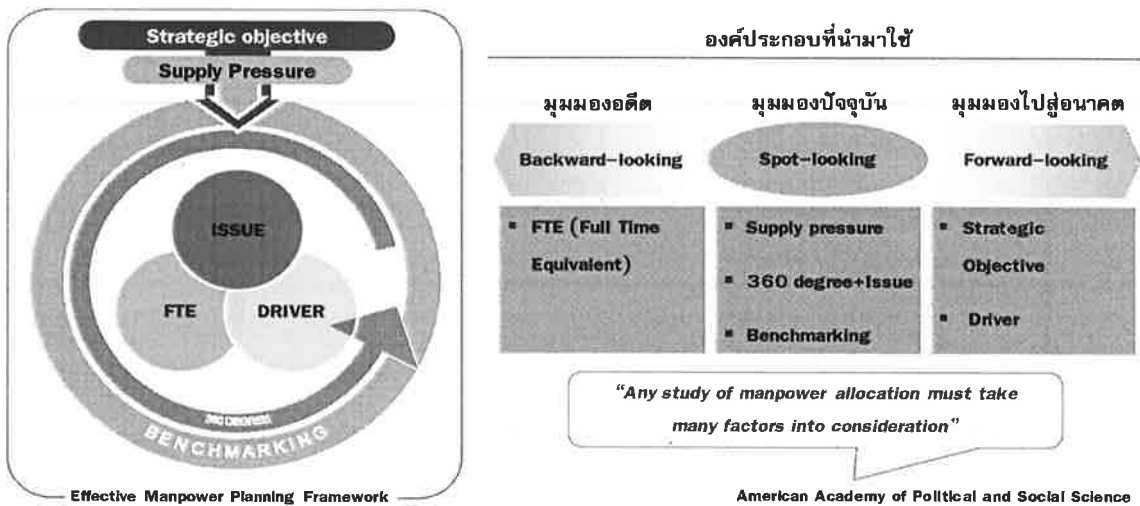 Strategic objective
Supply Pressure
ISSUE
FTE
DRIVER
360 DEGREES
BENCHMARKING
Effective Manpower Planning Framework
องค์ประกอบที่นำมาใช้
มุมมองอดีต
Backward-looking
▪ FTE (Full Time
Equivalent)
มุมมองปัจจุบัน
Spot-looking
▪ Supply pressure
▪ 360 degree+Issue
▪ Benchmarking
มุมมองไปสู่อนาคต
Forward-looking
▪ Strategic
Objective
▪ Driver
"Any study of manpower allocation must take
many factors into consideration"
American Academy of Political and Social Science